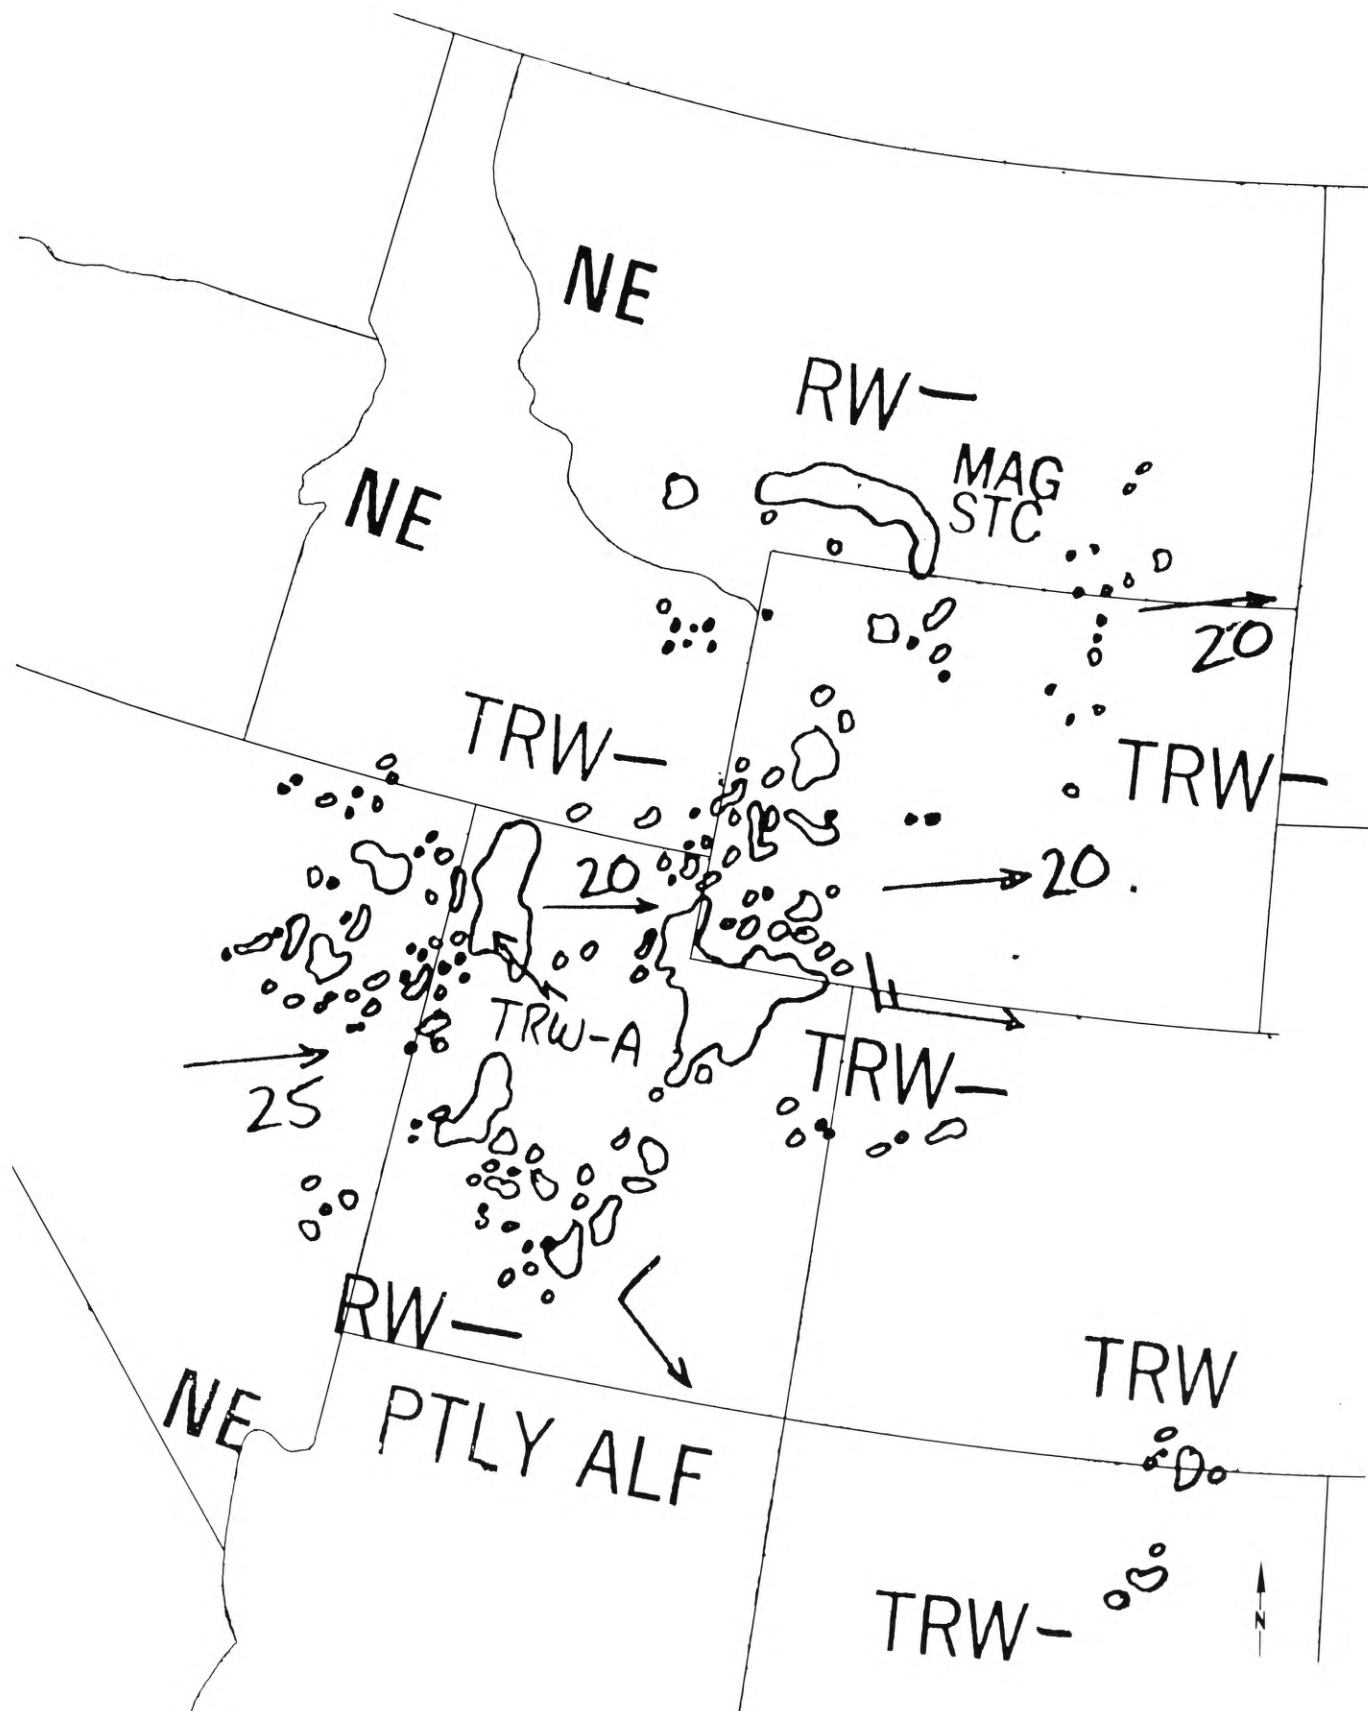 NE
RW—
MAG
STC
NE
20
TRW—
TRW—
20
20.
TRW-A
TRW—
25
RW—
TRW
NE
PTLY ALF
TRW-
N